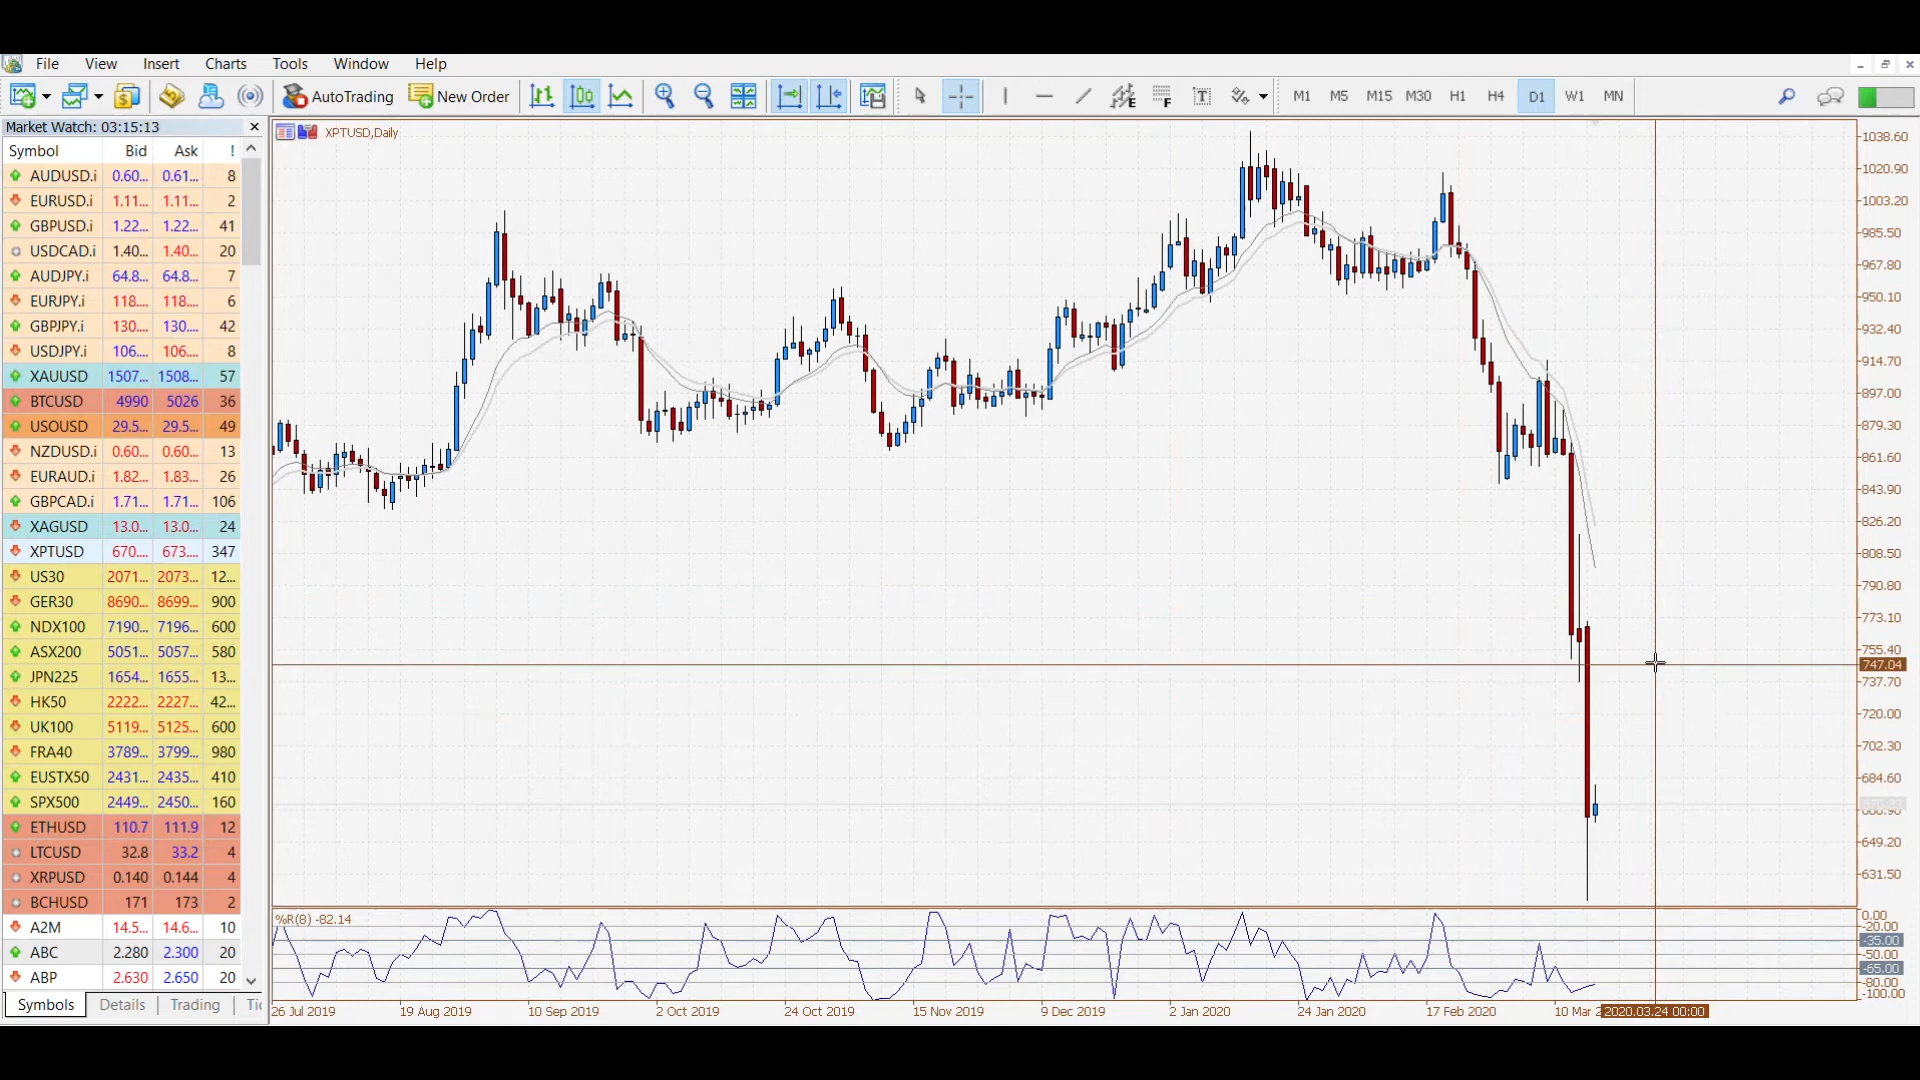 File View Insert Charts Tools Window Help
AutoTrading New Order E F T M1 M5 M15 M30 H1 H4 D1 W1 MN
Market Watch: 03:15:13
Symbol Bid Ask !
AUDUSD.i 0.60... 0.61... 8
EURUSD.i 1.11... 1.11... 2
GBPUSD.i 1.22... 1.22... 41
USDCAD.i 1.40... 1.40... 20
AUDJPY.i 64.8... 64.8... 7
EURJPY.i 118.... 118.... 6
GBPJPY.i 130.... 130.... 42
USDJPY.i 106.... 106.... 8
XAUUSD 1507... 1508... 57
BTCUSD 4990 5026 36
USOUSD 29.5... 29.5... 49
NZDUSD.i 0.60... 0.60... 13
EURAUD.i 1.82... 1.83... 26
GBPCAD.i 1.71... 1.71... 106
XAGUSD 13.0... 13.0... 24
XPTUSD 670.... 673.... 347
US30 2071... 2073... 12...
GER30 8690... 8699... 900
NDX100 7190... 7196... 600
ASX200 5051... 5057... 580
JPN225 1654... 1655... 13...
HK50 2222... 2227... 42...
UK100 5119... 5125... 600
FRA40 3789... 3799... 980
EUSTX50 2431... 2435... 410
SPX500 2449... 2450... 160
ETHUSD 110.7 111.9 12
LTCUSD 32.8 33.2 4
XRPUSD 0.140 0.144 4
BCHUSD 171 173 2
A2M 14.5... 14.6... 10
ABC 2.280 2.300 20
ABP 2.630 2.650 20
Symbols Details Trading Tic
XPTUSD,Daily
1038.60
1020.90
1003.20
985.50
967.80
950.10
932.40
914.70
897.00
879.30
861.60
843.90
826.20
808.50
790.80
773.10
755.40
747.04
737.70
720.00
702.30
684.60
666.90
649.20
631.50
%R(8) -82.14
0.00
-20.00
-35.00
-50.00
-65.00
-80.00
-100.00
26 Jul 2019 19 Aug 2019 10 Sep 2019 2 Oct 2019 24 Oct 2019 15 Nov 2019 9 Dec 2019 2 Jan 2020 24 Jan 2020 17 Feb 2020 10 Mar 2 2020.03.24 00:00